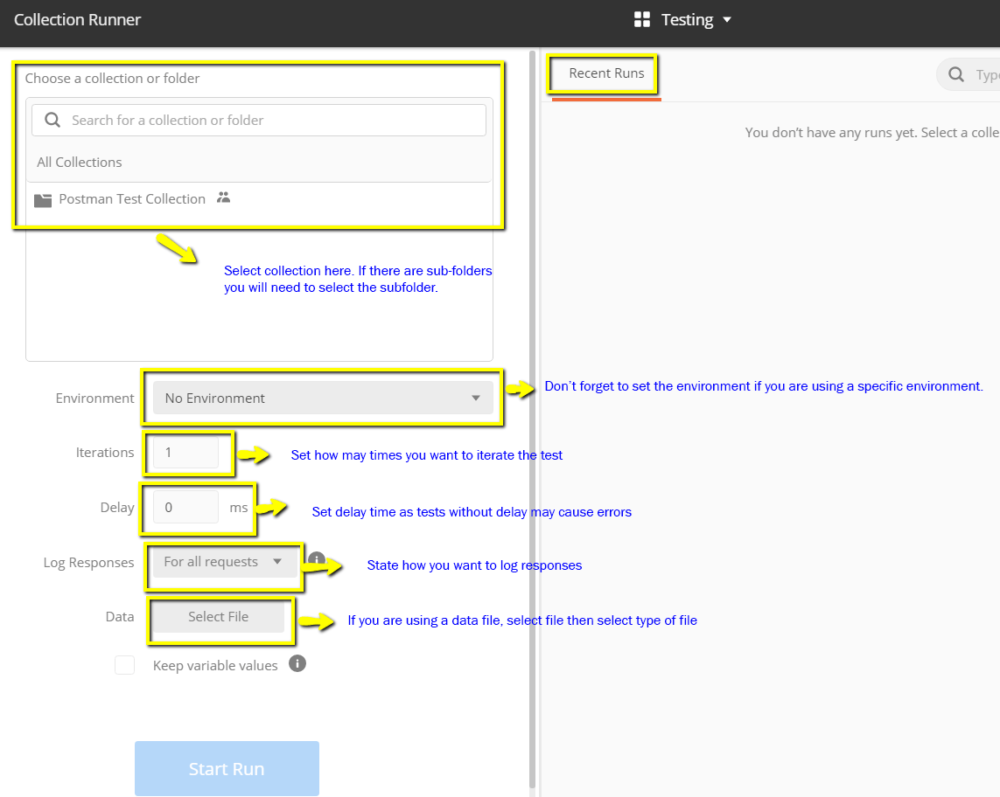 Collection Runner
Testing
Choose a collection or folder
Recent Runs
Search for a collection or folder
Type
You don't have any runs yet. Select a colle
All Collections
Postman Test Collection
Select collection here. If there are sub-folders
you will need to select the subfolder.
Environment
No Environment
Don't forget to set the environment if you are using a specific environment.
Iterations
1
Set how may times you want to iterate the test
Delay
0
ms
Set delay time as tests without delay may cause errors
Log Responses
For all requests
State how you want to log responses
Data
Select File
If you are using a data file, select file then select type of file
Keep variable values
Start Run